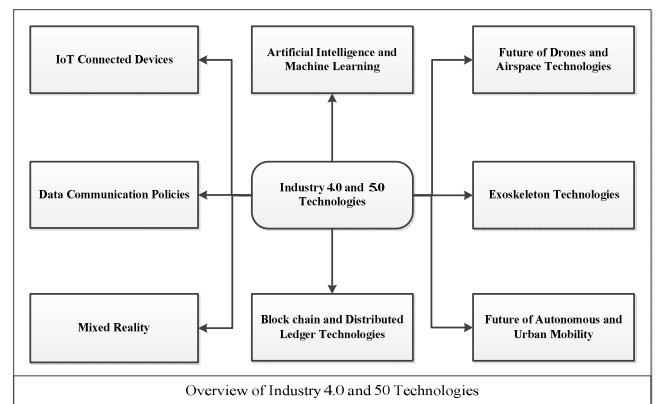 IoT Connected Devices
Artificial Intelligence and
Machine Learning
Future of Drones and
Airspace Technologies
Data Communication Policies
Industry 4.0 and 5.0
Technologies
Exoskeleton Technologies
Mixed Reality
Block chain and Distributed
Ledger Technologies
Future of Autonomous and
Urban Mobility
Overview of Industry 4.0 and 50 Technologies